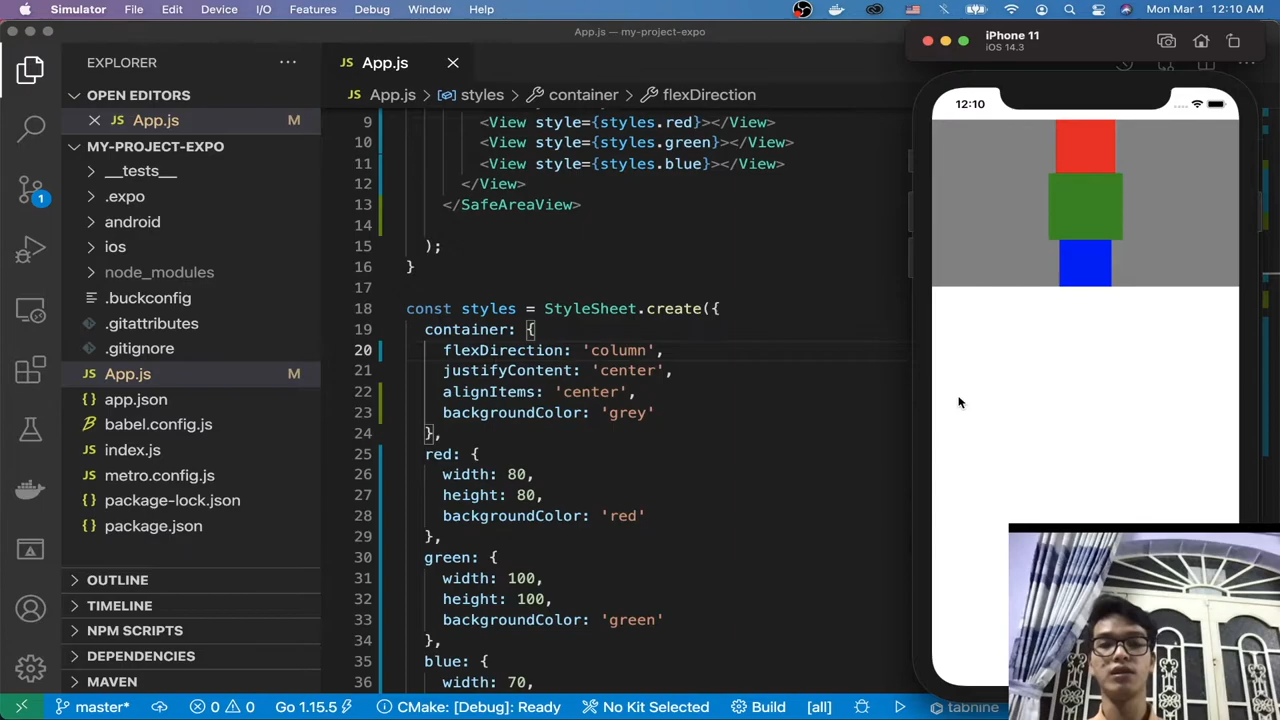 Simulator File Edit Device I/O Features Debug Window Help
Mon Mar 1 12:10 AM
App.js — my-project-expo
iPhone 11
iOS 14.3
EXPLORER
OPEN EDITORS
App.js M
MY-PROJECT-EXPO
__tests__
.expo
android
ios
node_modules
.buckconfig
.gitattributes
.gitignore
App.js M
app.json
babel.config.js
index.js
metro.config.js
package-lock.json
package.json
OUTLINE
TIMELINE
NPM SCRIPTS
DEPENDENCIES
MAVEN
1
JS App.js
JS App.js > styles > container > flexDirection
9 <View style={styles.red}></View>
10 <View style={styles.green}></View>
11 <View style={styles.blue}></View>
12 </View>
13 </SafeAreaView>
14
15 );
16 }
17
18 const styles = StyleSheet.create({
19 container: {
20 flexDirection: 'column',
21 justifyContent: 'center',
22 alignItems: 'center',
23 backgroundColor: 'grey'
24 },
25 red: {
26 width: 80,
27 height: 80,
28 backgroundColor: 'red'
29 },
30 green: {
31 width: 100,
32 height: 100,
33 backgroundColor: 'green'
34 },
35 blue: {
36 width: 70,
12:10
master* 0 0 Go 1.15.5 CMake: [Debug]: Ready No Kit Selected Build [all] tabnine